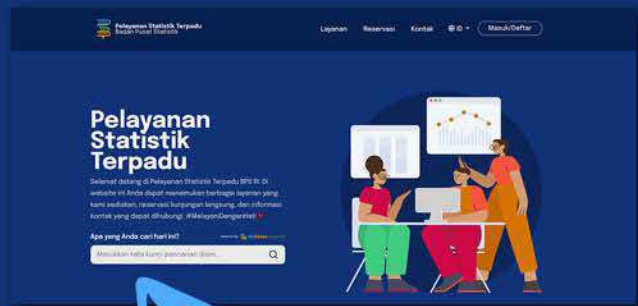 Pelayanan Statistik Terpadu
Badan Pusat Statistik
Layanan Reservasi Kontak ID Masuk/Daftar
Pelayanan
Statistik
Terpadu
Selamat datang di Pelayanan Statistik Terpadu BPS RI. Di
website ini Anda dapat menemukan berbagai layanan yang
kami sediakan, reservasi kunjungan langsung, dan informasi
kontak yang dapat dihubungi. #MelayaniDenganHati
Apa yang Anda cari hari ini?
Masukkan kata kunci pencarian disini...